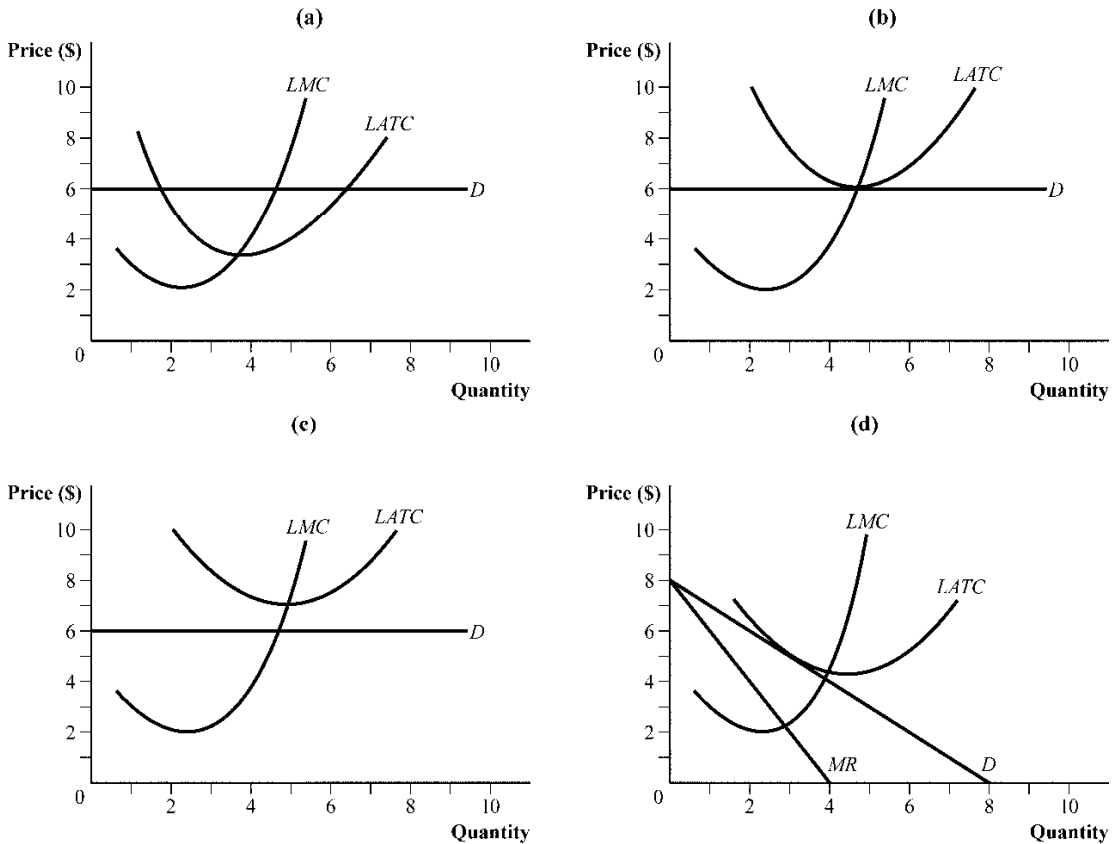 (a)
Price ($)
LMC
LATC
D
10
8
6
4
2
0
2 4 6 8 10
Quantity
(b)
Price ($)
LMC
LATC
D
10
8
6
4
2
0
2 4 6 8 10
Quantity
(c)
Price ($)
LMC
LATC
D
10
8
6
4
2
0
2 4 6 8 10
Quantity
(d)
Price ($)
LMC
LATC
MR
D
10
8
6
4
2
0
2 4 6 8 10
Quantity